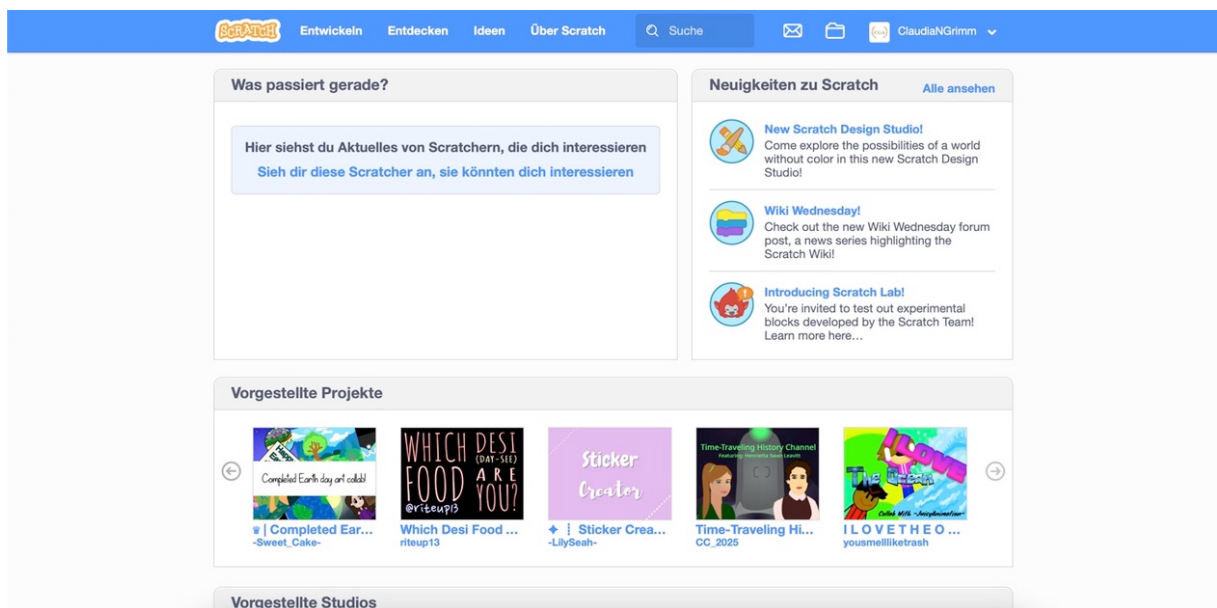 SCRATCH Entwickeln Entdecken Ideen Über Scratch Suche ClaudiaNGrimm
Was passiert gerade?
Hier siehst du Aktuelles von Scratchern, die dich interessieren
Sieh dir diese Scratcher an, sie könnten dich interessieren
Neuigkeiten zu Scratch Alle ansehen
New Scratch Design Studio!
Come explore the possibilities of a world
without color in this new Scratch Design
Studio!
Wiki Wednesday!
Check out the new Wiki Wednesday forum
post, a news series highlighting the
Scratch Wiki!
Introducing Scratch Lab!
You're invited to test out experimental
blocks developed by the Scratch Team!
Learn more here…
Vorgestellte Projekte
Completed Earth day art collab!
♕ | Completed Ear...
-Sweet_Cake-
WHICH DESI
(DAY-SEE)
FOOD ARE
YOU?
@riteup13
Which Desi Food ...
riteup13
Sticker
Creator
✦ ┊ Sticker Crea...
-LilySeah-
Time-Traveling History Channel
Featuring: Henrietta Swan Leavitt
Time-Traveling Hi...
CC_2025
I LOVE
The Ocean
I L O V E T H E O ...
yousmellliketrash
Vorgestellte Studios